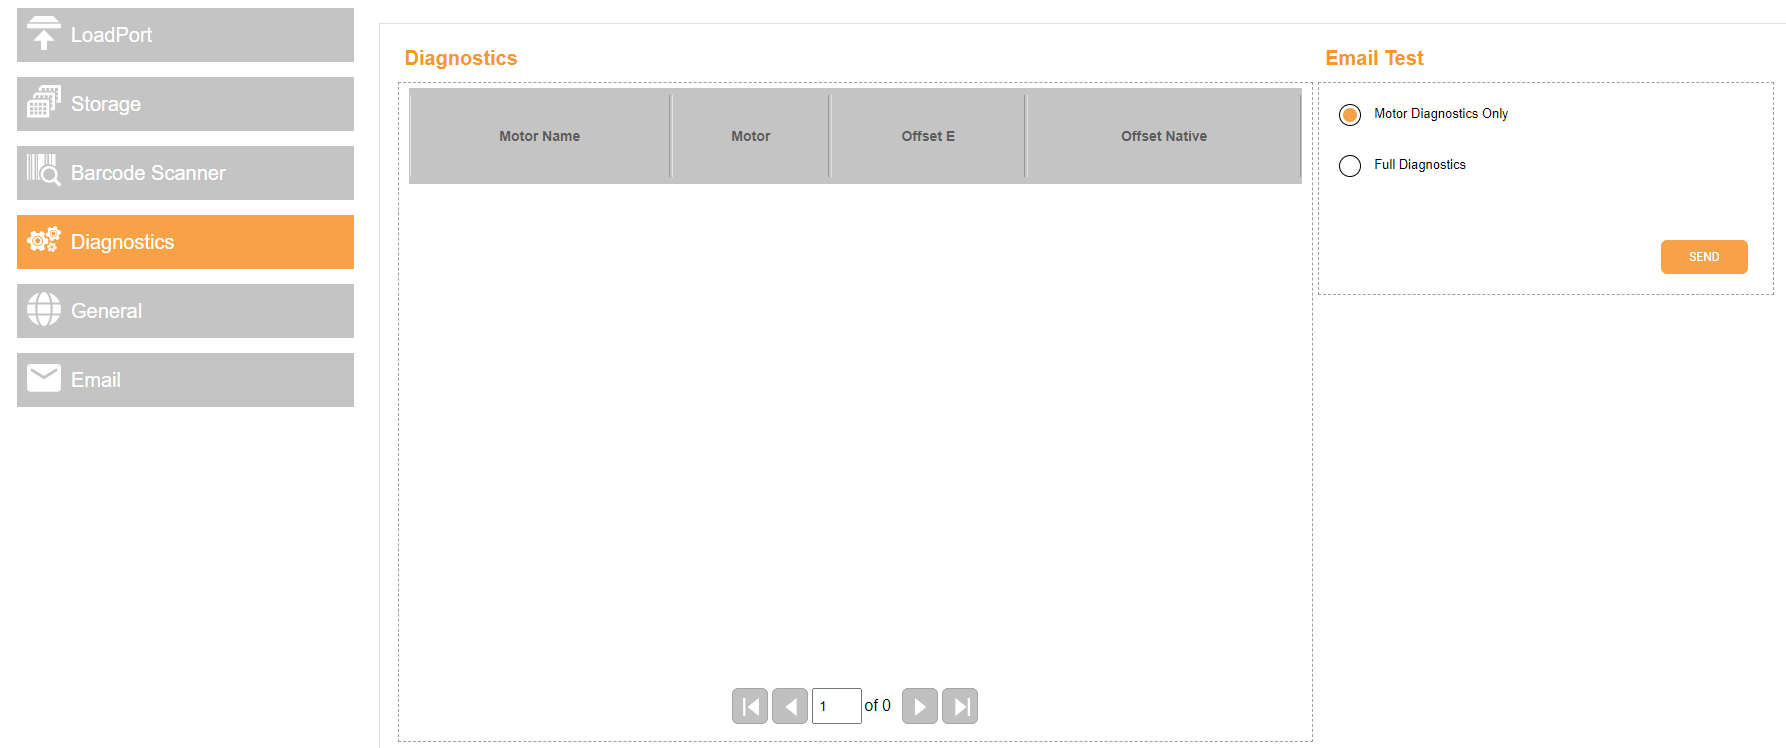 LoadPort
Storage
Barcode Scanner
Diagnostics
General
Email
Diagnostics
Motor Name Motor Offset E Offset Native
1 of 0
Email Test
Motor Diagnostics Only
Full Diagnostics
SEND